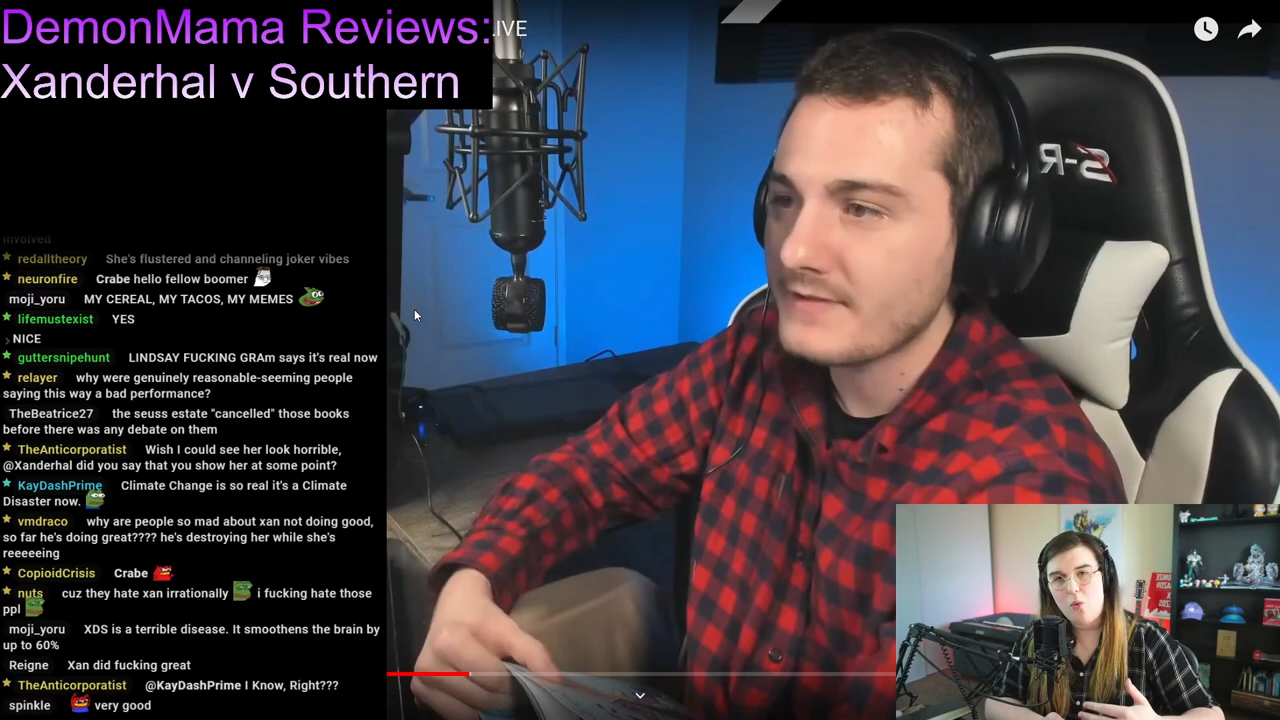 DemonMama Reviews:
Xanderhal v Southern
LIVE
involved
redalltheory She's flustered and channeling joker vibes
neuronfire Crabe hello fellow boomer
moji_yoru MY CEREAL, MY TACOS, MY MEMES
lifemustexist YES
NICE
guttersnipehunt LINDSAY FUCKING GRAm says it's real now
relayer why were genuinely reasonable-seeming people
saying this way a bad performance?
TheBeatrice27 the seuss estate "cancelled" those books
before there was any debate on them
TheAnticorporatist Wish I could see her look horrible,
@Xanderhal did you say that you show her at some point?
KayDashPrime Climate Change is so real it's a Climate
Disaster now.
vmdraco why are people so mad about xan not doing good,
so far he's doing great???? he's destroying her while she's
reeeeeing
CopioidCrisis Crabe
nuts cuz they hate xan irrationally i fucking hate those
ppl
moji_yoru XDS is a terrible disease. It smoothens the brain by
up to 60%
Reigne Xan did fucking great
TheAnticorporatist @KayDashPrime I Know, Right???
spinkle very good
S-R